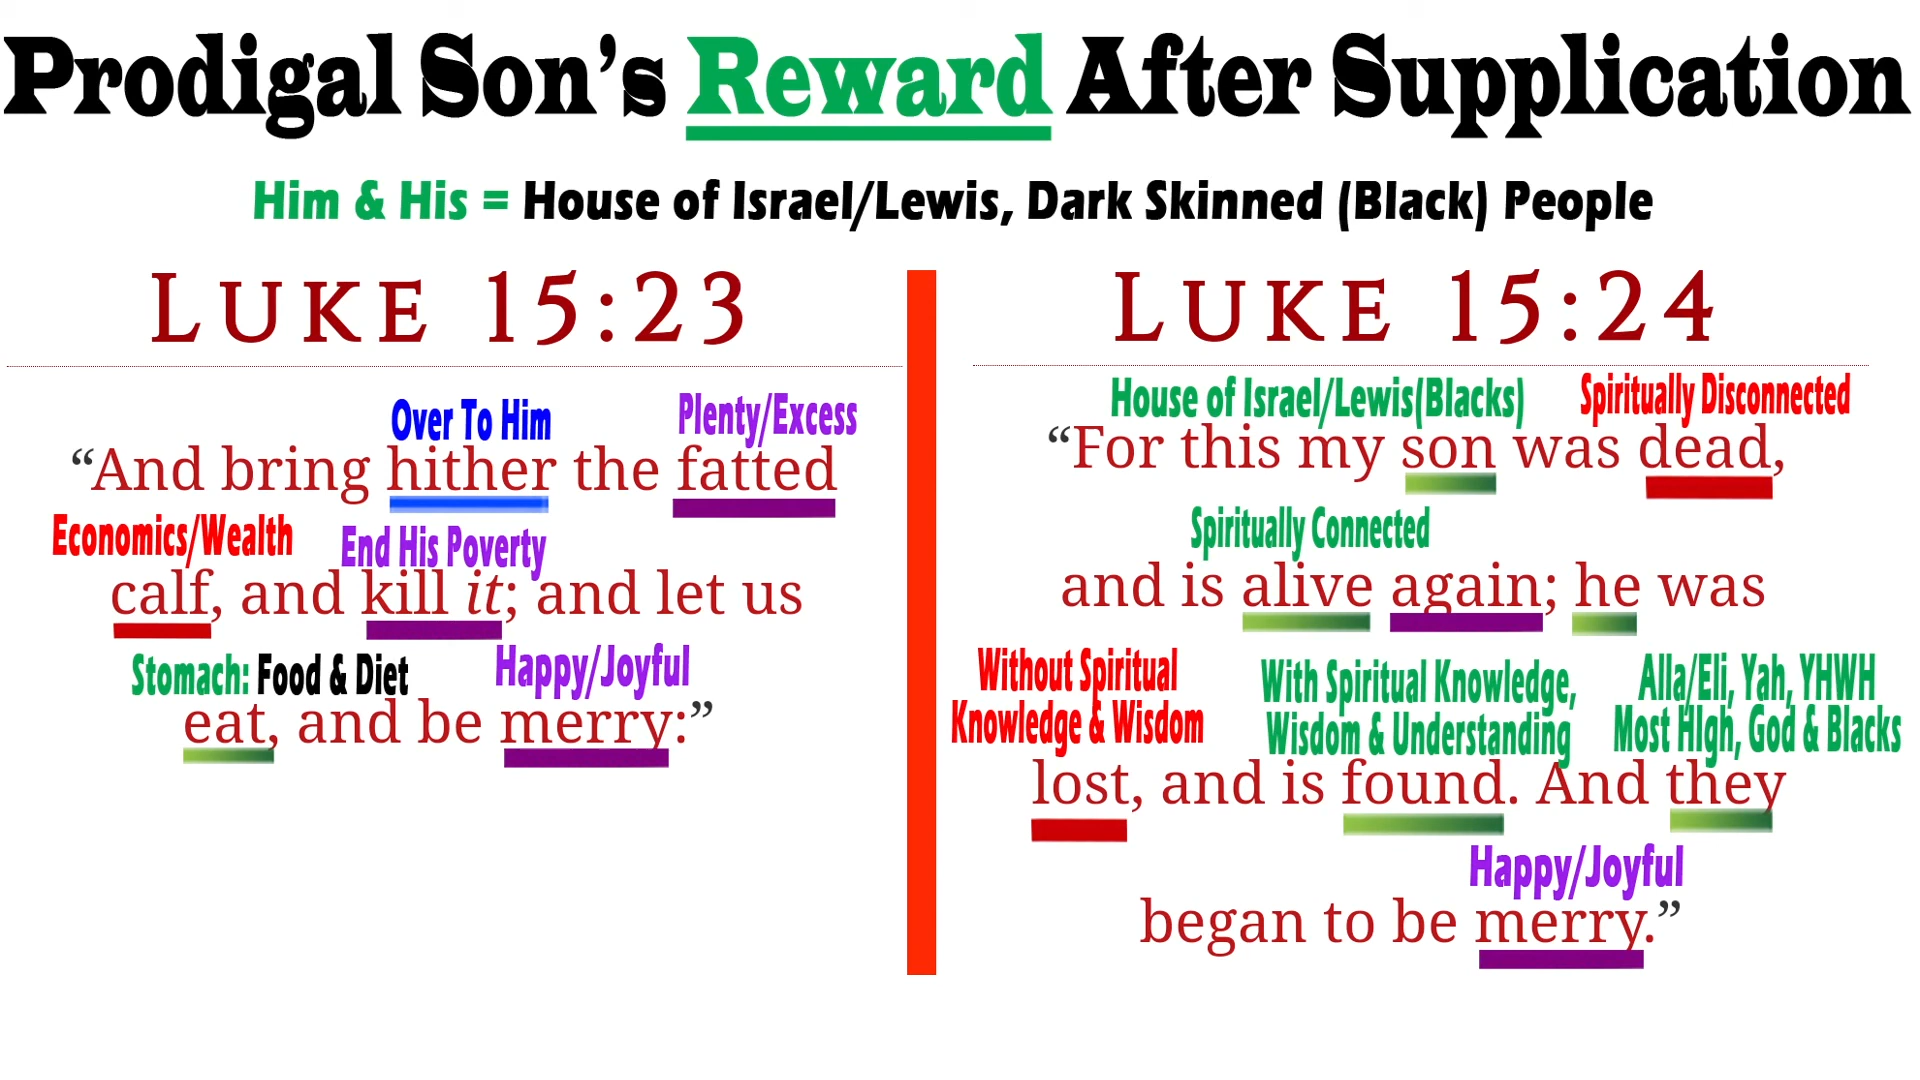 Prodigal Son’s Reward After Supplication
Him & His = House of Israel/Lewis, Dark Skinned (Black) People
LUKE 15:23
Over To Him Plenty/Excess
“And bring hither the fatted
Economics/Wealth End His Poverty
calf, and kill it; and let us
Stomach: Food & Diet Happy/Joyful
eat, and be merry:”
LUKE 15:24
House of Israel/Lewis(Blacks) Spiritually Disconnected
“For this my son was dead,
Spiritually Connected
and is alive again; he was
Without Spiritual
Knowledge & Wisdom
With Spiritual Knowledge,
Wisdom & Understanding
Alla/Eli, Yah, YHWH
Most HIgh, God & Blacks
lost, and is found. And they
Happy/Joyful
began to be merry.”